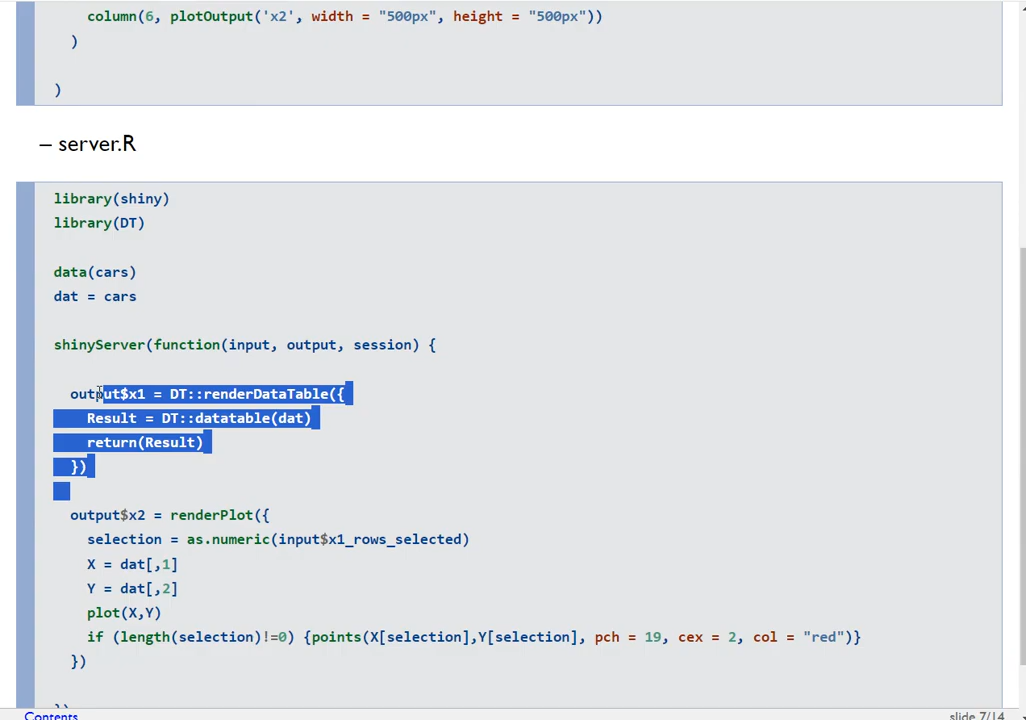 column(6, plotOutput('x2', width = "500px", height = "500px"))
)
)
– server.R
library(shiny)
library(DT)
data(cars)
dat = cars
shinyServer(function(input, output, session) {
output$x1 = DT::renderDataTable({
Result = DT::datatable(dat)
return(Result)
})
output$x2 = renderPlot({
selection = as.numeric(input$x1_rows_selected)
X = dat[,1]
Y = dat[,2]
plot(X,Y)
if (length(selection)!=0) {points(X[selection],Y[selection], pch = 19, cex = 2, col = "red")}
})
})
Contents
slide 7/14